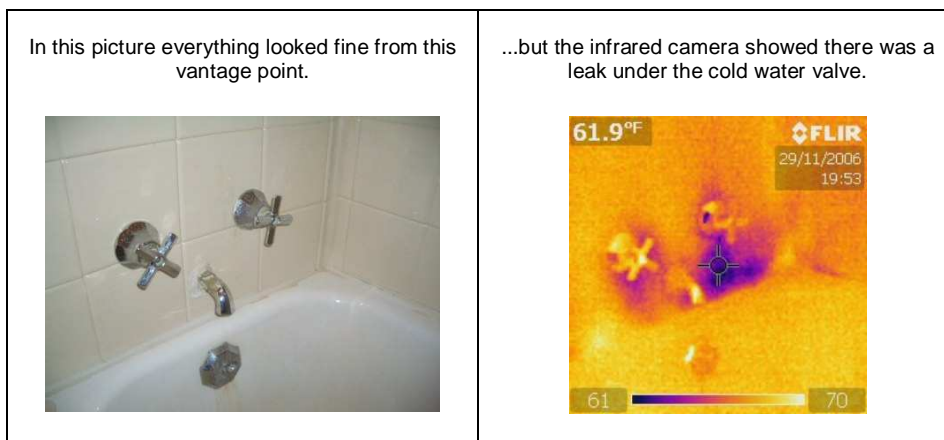 In this picture everything looked fine from this
vantage point.
...but the infrared camera showed there was a
leak under the cold water valve.
61.9°F
FLIR
29/11/2006
19:53
61
70